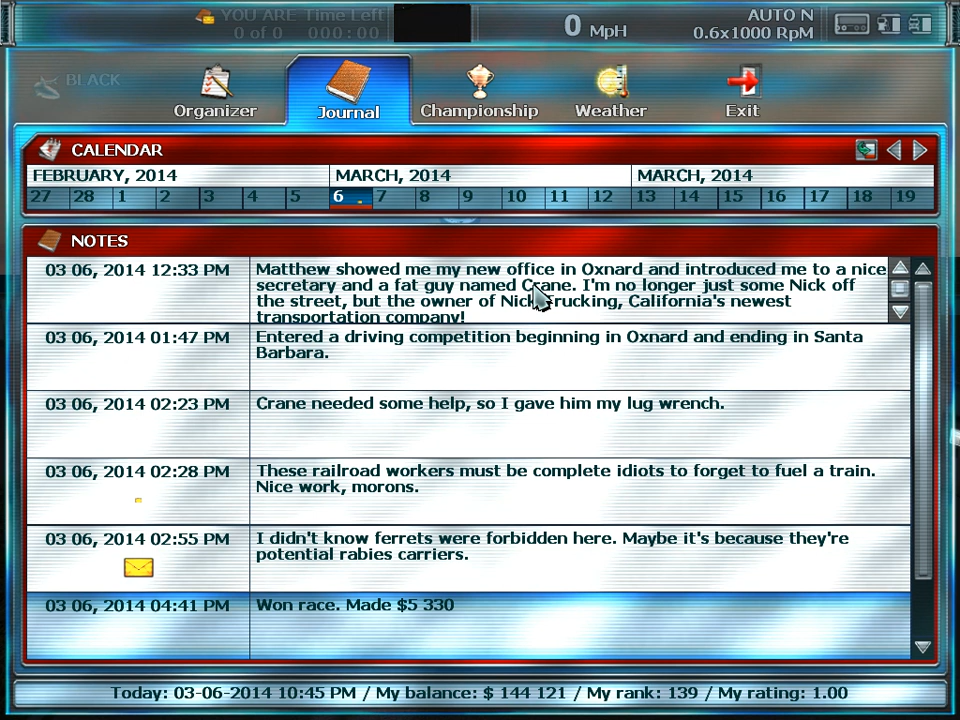 YOU ARE Time Left
0 of 0 000:00
0 MpH
AUTO N
0.6x1000 RpM
BLACK
Organizer
Journal
Championship
Weather
Exit
CALENDAR
FEBRUARY, 2014 MARCH, 2014 MARCH, 2014
27 28 1 2 3 4 5 6 7 8 9 10 11 12 13 14 15 16 17 18 19
NOTES
03 06, 2014 12:33 PM
Matthew showed me my new office in Oxnard and introduced me to a nice
secretary and a fat guy named Crane. I'm no longer just some Nick off
the street, but the owner of Nick Trucking, California's newest
transportation company!
03 06, 2014 01:47 PM
Entered a driving competition beginning in Oxnard and ending in Santa
Barbara.
03 06, 2014 02:23 PM
Crane needed some help, so I gave him my lug wrench.
03 06, 2014 02:28 PM
These railroad workers must be complete idiots to forget to fuel a train.
Nice work, morons.
03 06, 2014 02:55 PM
I didn't know ferrets were forbidden here. Maybe it's because they're
potential rabies carriers.
03 06, 2014 04:41 PM
Won race. Made $5 330
Today: 03-06-2014 10:45 PM / My balance: $ 144 121 / My rank: 139 / My rating: 1.00